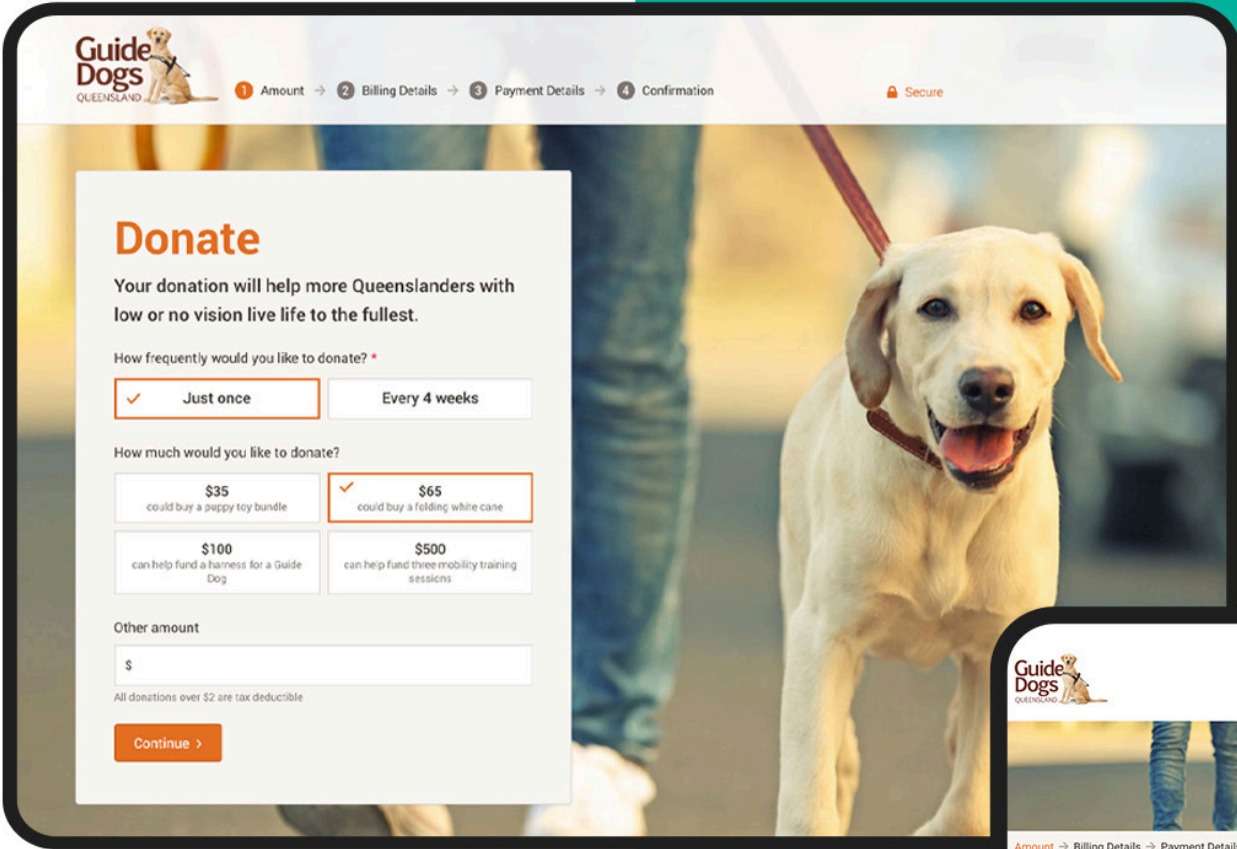 Guide
Dogs
QUEENSLAND
1 Amount → 2 Billing Details → 3 Payment Details → 4 Confirmation
Secure
Donate
Your donation will help more Queenslanders with
low or no vision live life to the fullest.
How frequently would you like to donate? *
Just once
Every 4 weeks
How much would you like to donate?
$35
could buy a puppy toy bundle
$65
could buy a folding white cane
$100
can help fund a harness for a Guide
Dog
$500
can help fund three mobility training
sessions
Other amount
$
All donations over $2 are tax deductible
Continue >
Guide
Dogs
QUEENSLAND
Amount → Billing Details → Payment Details